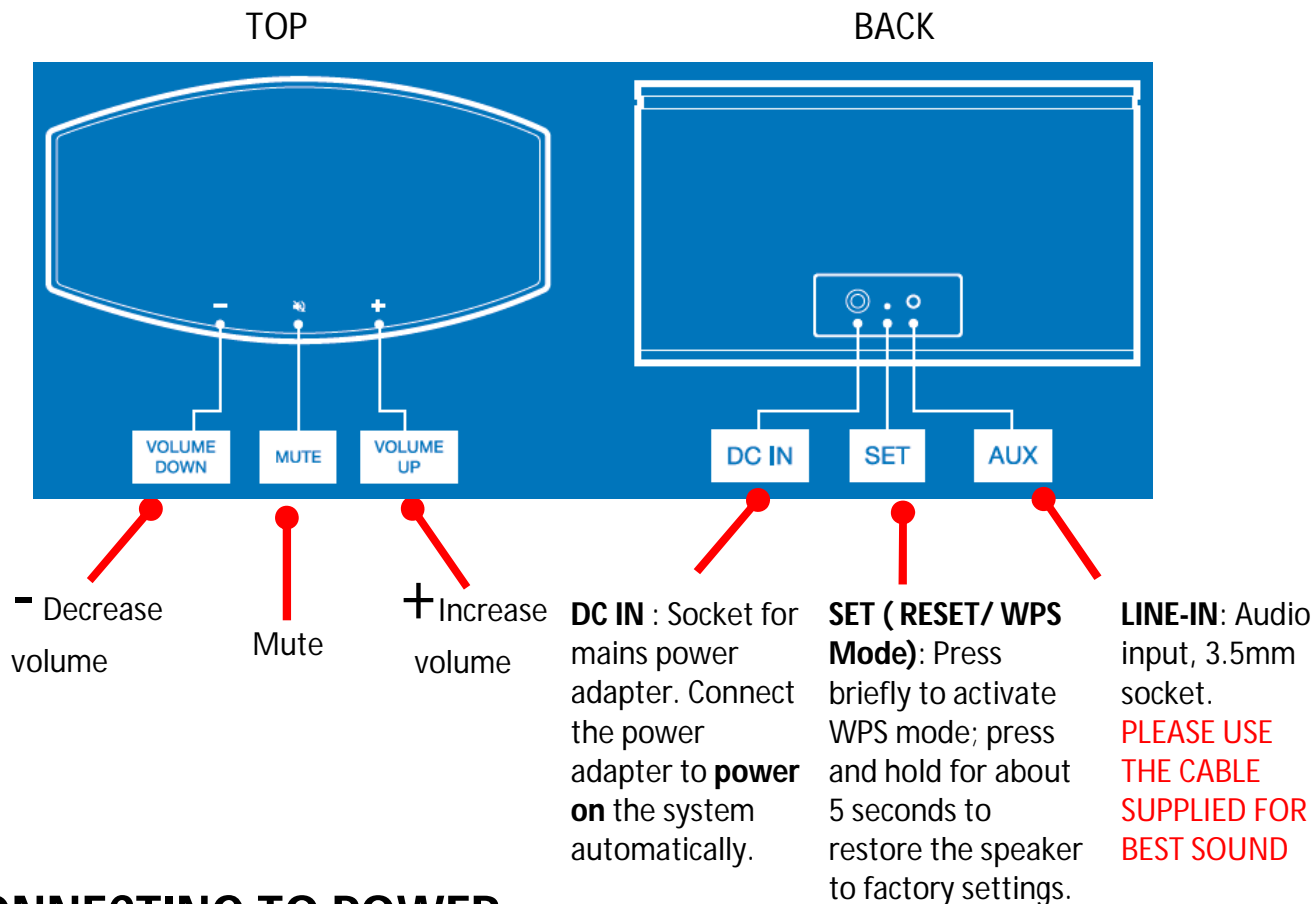 TOP
BACK
- 🔇 +
VOLUME
DOWN
MUTE
VOLUME
UP
DC IN
SET
AUX
- Decrease
volume
Mute
+ Increase
volume
DC IN : Socket for
mains power
adapter. Connect
the power
adapter to power
on the system
automatically.
SET ( RESET/ WPS
Mode): Press
briefly to activate
WPS mode; press
and hold for about
5 seconds to
restore the speaker
to factory settings.
LINE-IN: Audio
input, 3.5mm
socket.
PLEASE USE
THE CABLE
SUPPLIED FOR
BEST SOUND
ONNECTING TO POWER